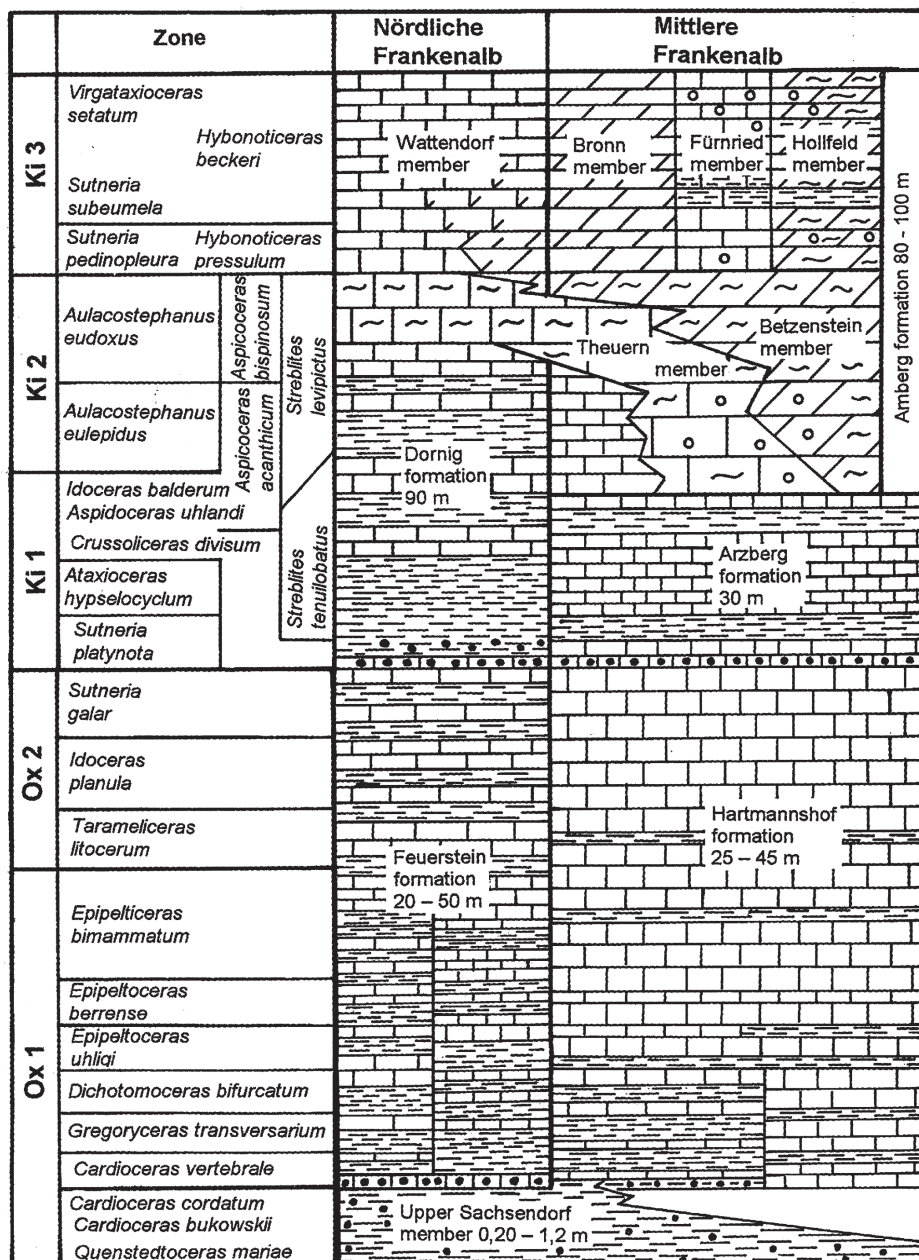 Zone
Nördliche
Frankenalb
Mittlere
Frankenalb
Ki 3
Virgataxioceras
setatum
Hybonoticeras
beckeri
Sutneria
subeumela
Sutneria
pedinopleura
Hybonoticeras
pressulum
Wattendorf
member
Bronn
member
Fürnried
member
Hollfeld
member
Amberg formation 80 - 100 m
Ki 2
Aulacostephanus
eudoxus
Aulacostephanus
eulepidus
Aspicoceras
bispinosum
Aspicoceras
acanthicum
Streblites
levipictus
Theuern
member
Betzenstein
member
Dornig
formation
90 m
Ki 1
Idoceras balderum
Aspidoceras uhlandi
Crussoliceras divisum
Ataxioceras
hypselocyclum
Sutneria
platynota
Streblites
tenuilobatus
Arzberg
formation
30 m
Ox 2
Sutneria
galar
Idoceras
planula
Tarameliceras
litocerum
Hartmannshof
formation
25 – 45 m
Feuerstein
formation
20 – 50 m
Ox 1
Epipelticeras
bimammatum
Epipeltoceras
berrense
Epipeltoceras
uhliqi
Dichotomoceras bifurcatum
Gregoryceras transversarium
Cardioceras vertebrale
Cardioceras cordatum
Cardioceras bukowskii
Quenstedtoceras mariae
Upper Sachsendorf
member 0,20 – 1,2 m